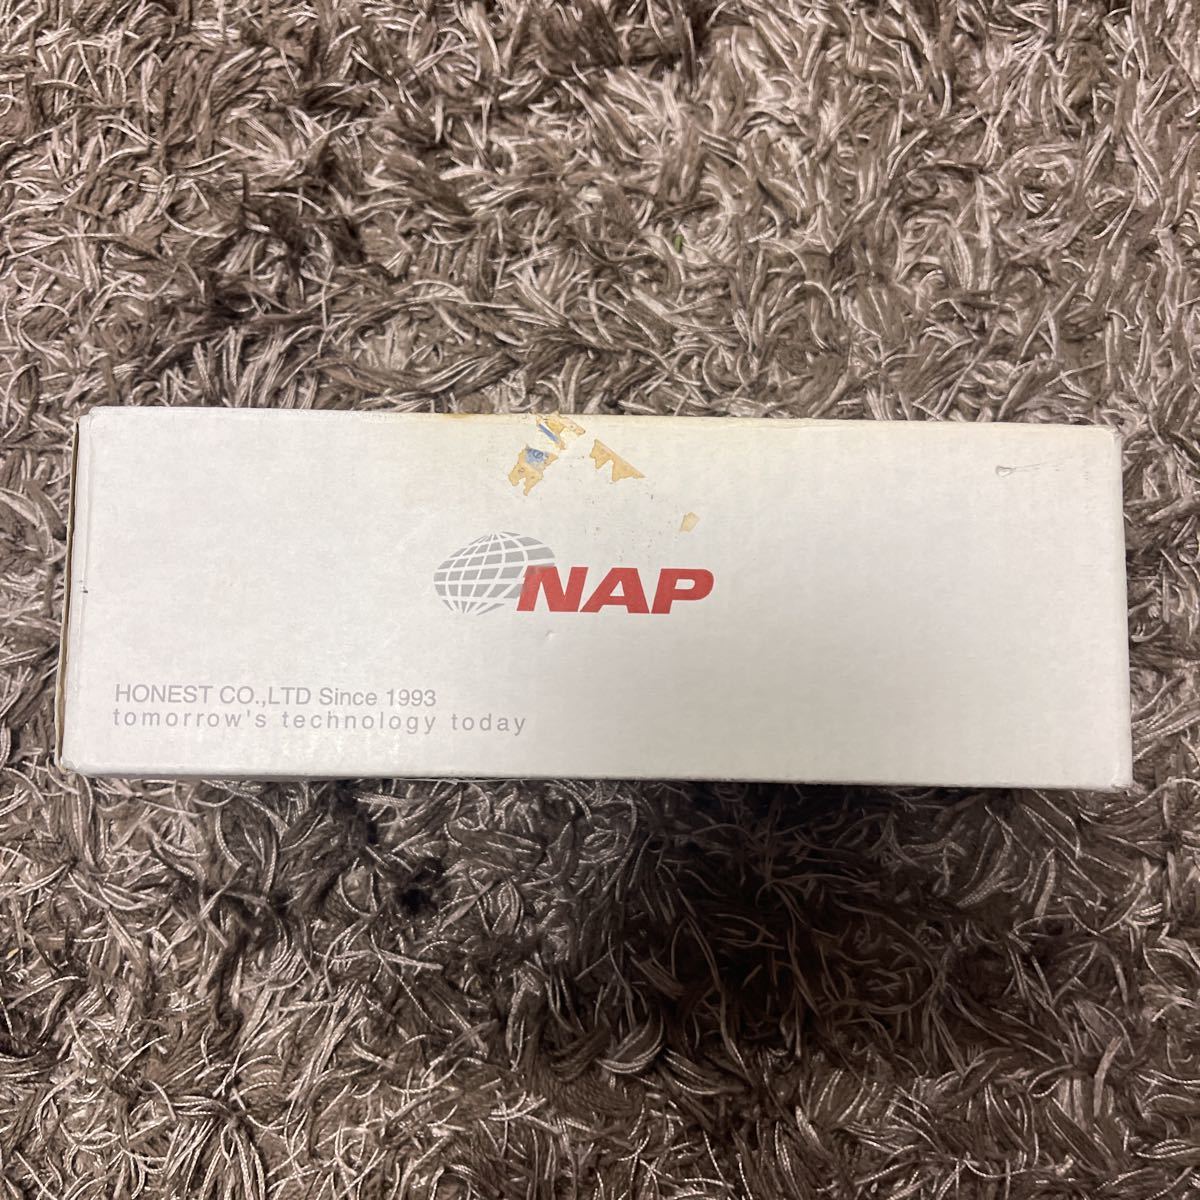 NAP
HONEST CO.,LTD Since 1993
tomorrow's technology today